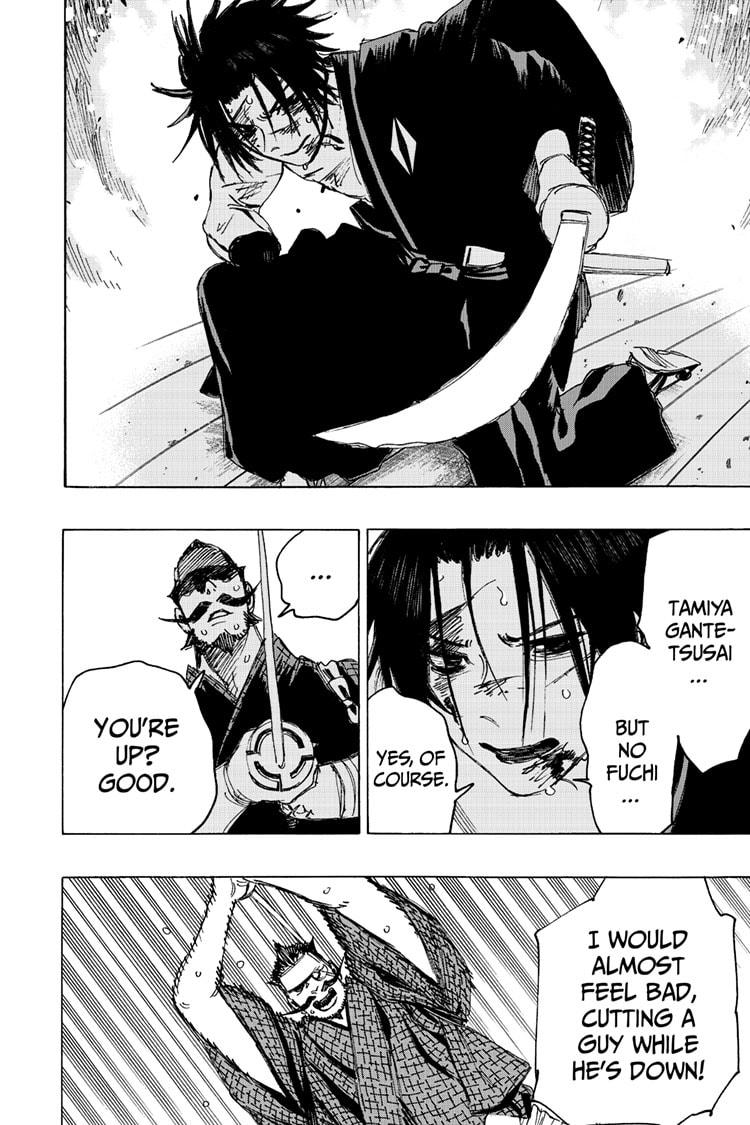 TAMIYA
GANTE-
TSUSAI
...
BUT
NO
FUCHI
...
YES, OF
COURSE.
...
YOU'RE
UP?
GOOD.
I WOULD
ALMOST
FEEL BAD,
CUTTING A
GUY WHILE
HE'S DOWN!